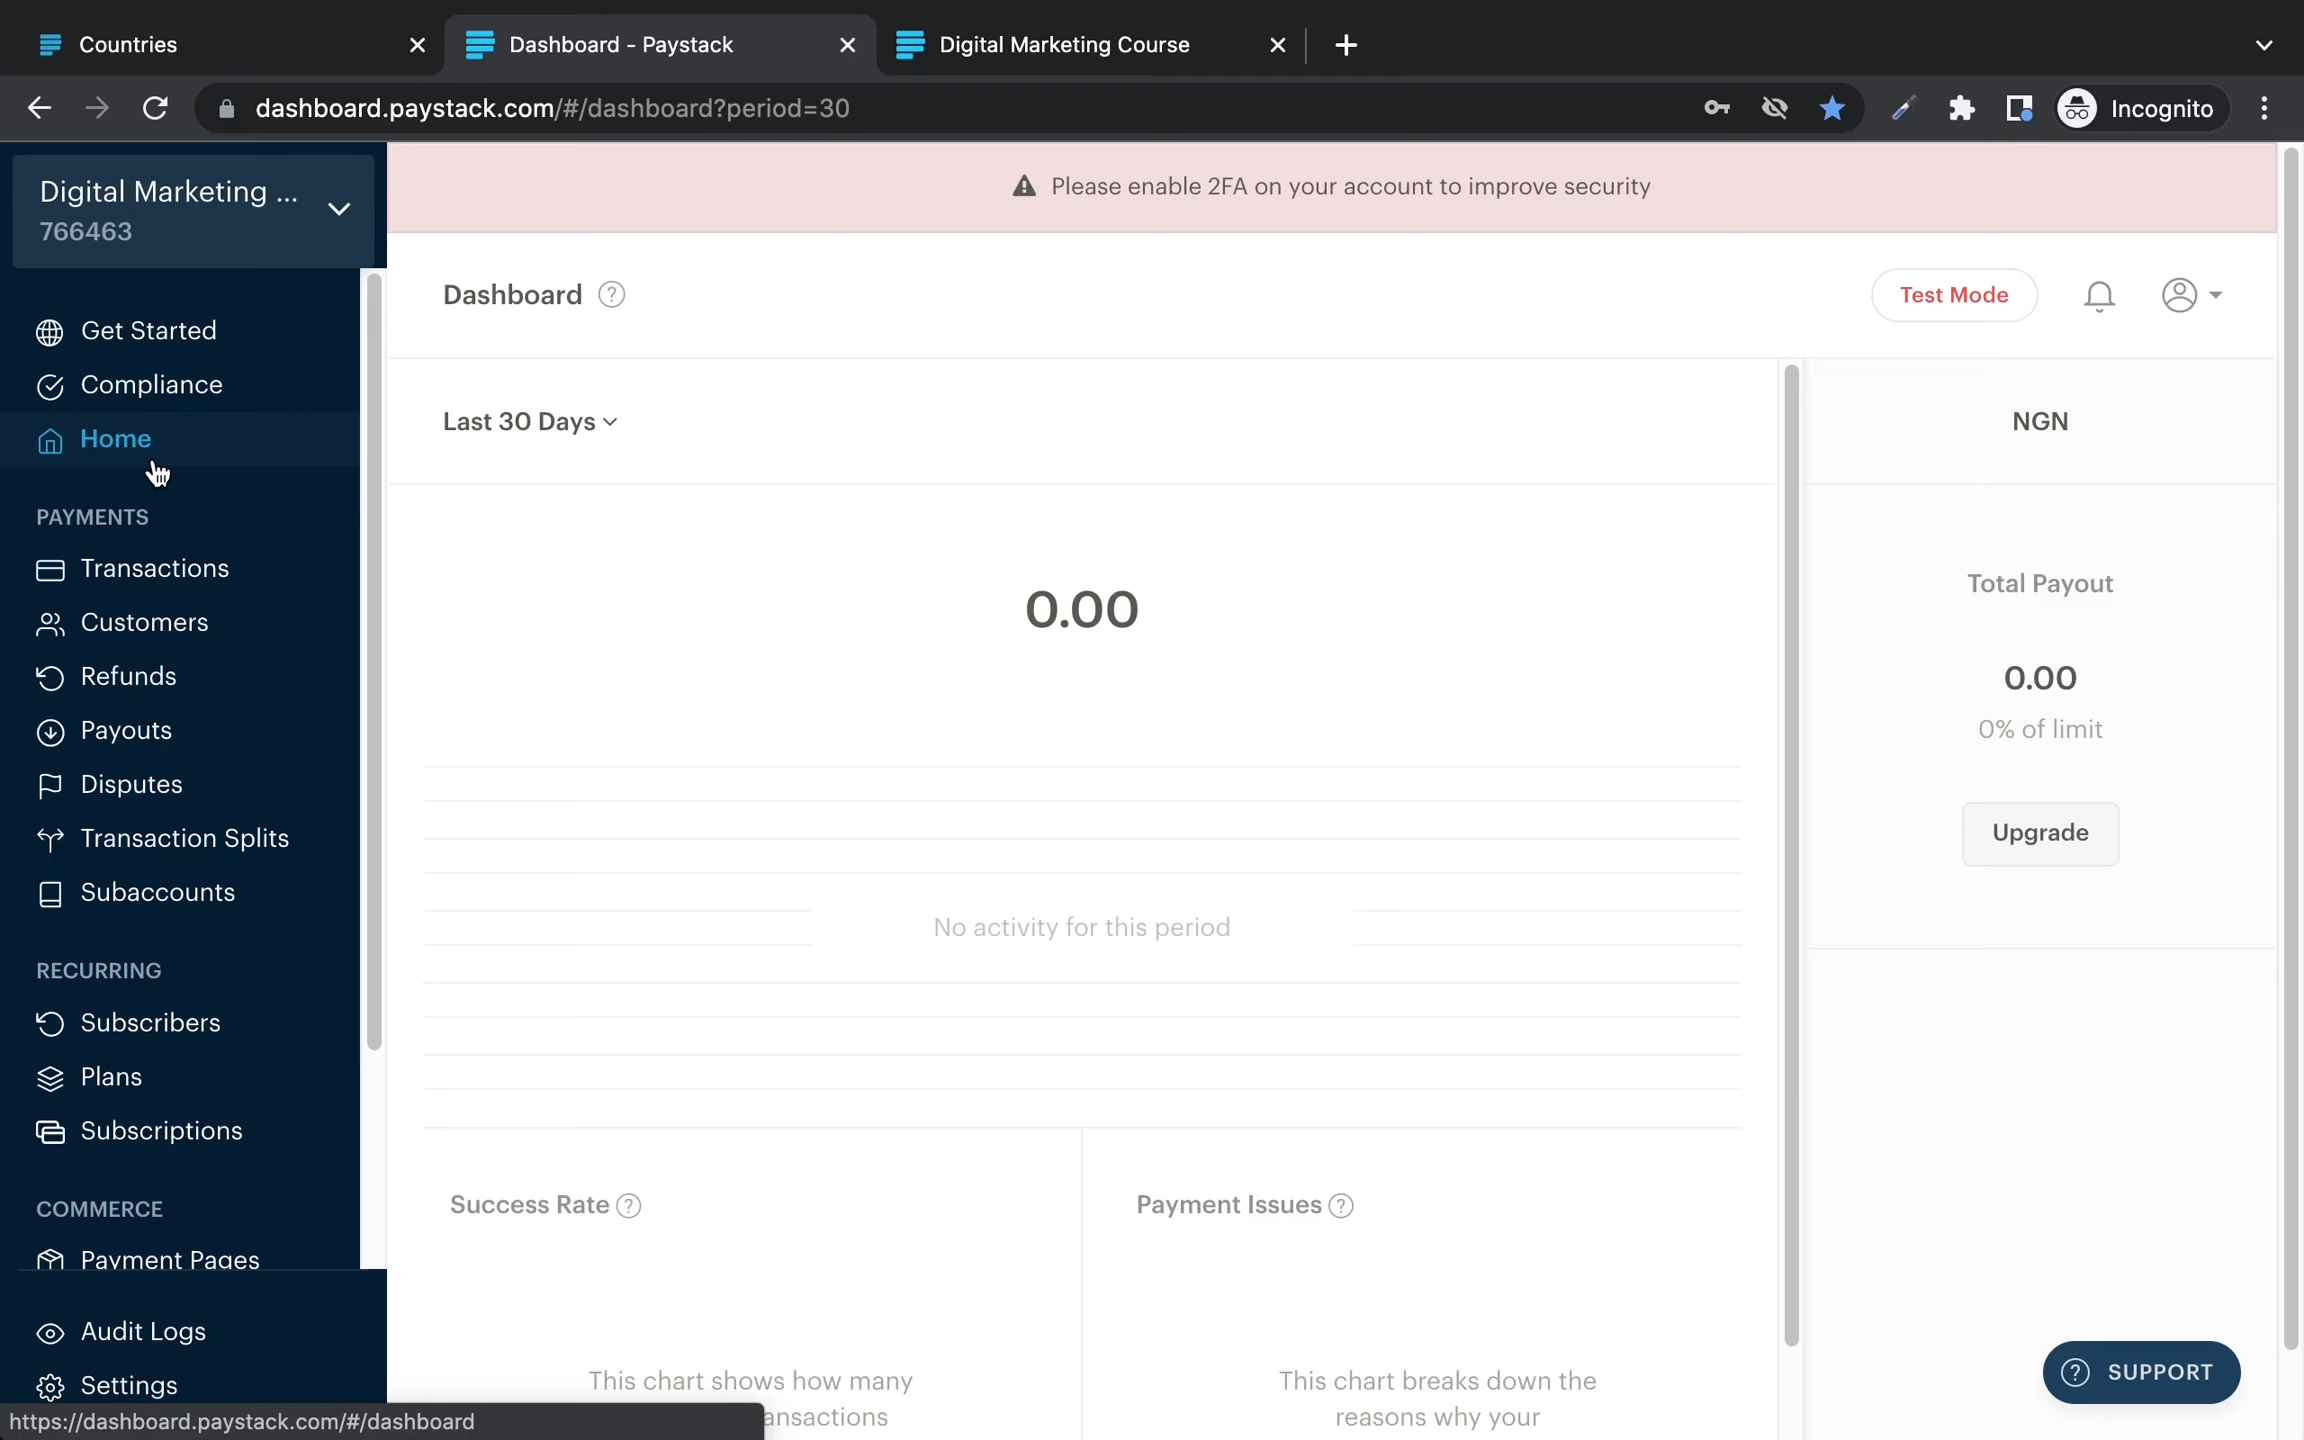 Countries
Dashboard - Paystack
Digital Marketing Course
dashboard.paystack.com/#/dashboard?period=30
Incognito
Digital Marketing ...
766463
Please enable 2FA on your account to improve security
Get Started
Compliance
Home
PAYMENTS
Transactions
Customers
Refunds
Payouts
Disputes
Transaction Splits
Subaccounts
RECURRING
Subscribers
Plans
Subscriptions
COMMERCE
Payment Pages
Audit Logs
Settings
https://dashboard.paystack.com/#/dashboard
Dashboard
Test Mode
Last 30 Days
0.00
No activity for this period
Success Rate
This chart shows how many
ansactions
Payment Issues
This chart breaks down the
reasons why your
NGN
Total Payout
0.00
0% of limit
Upgrade
SUPPORT